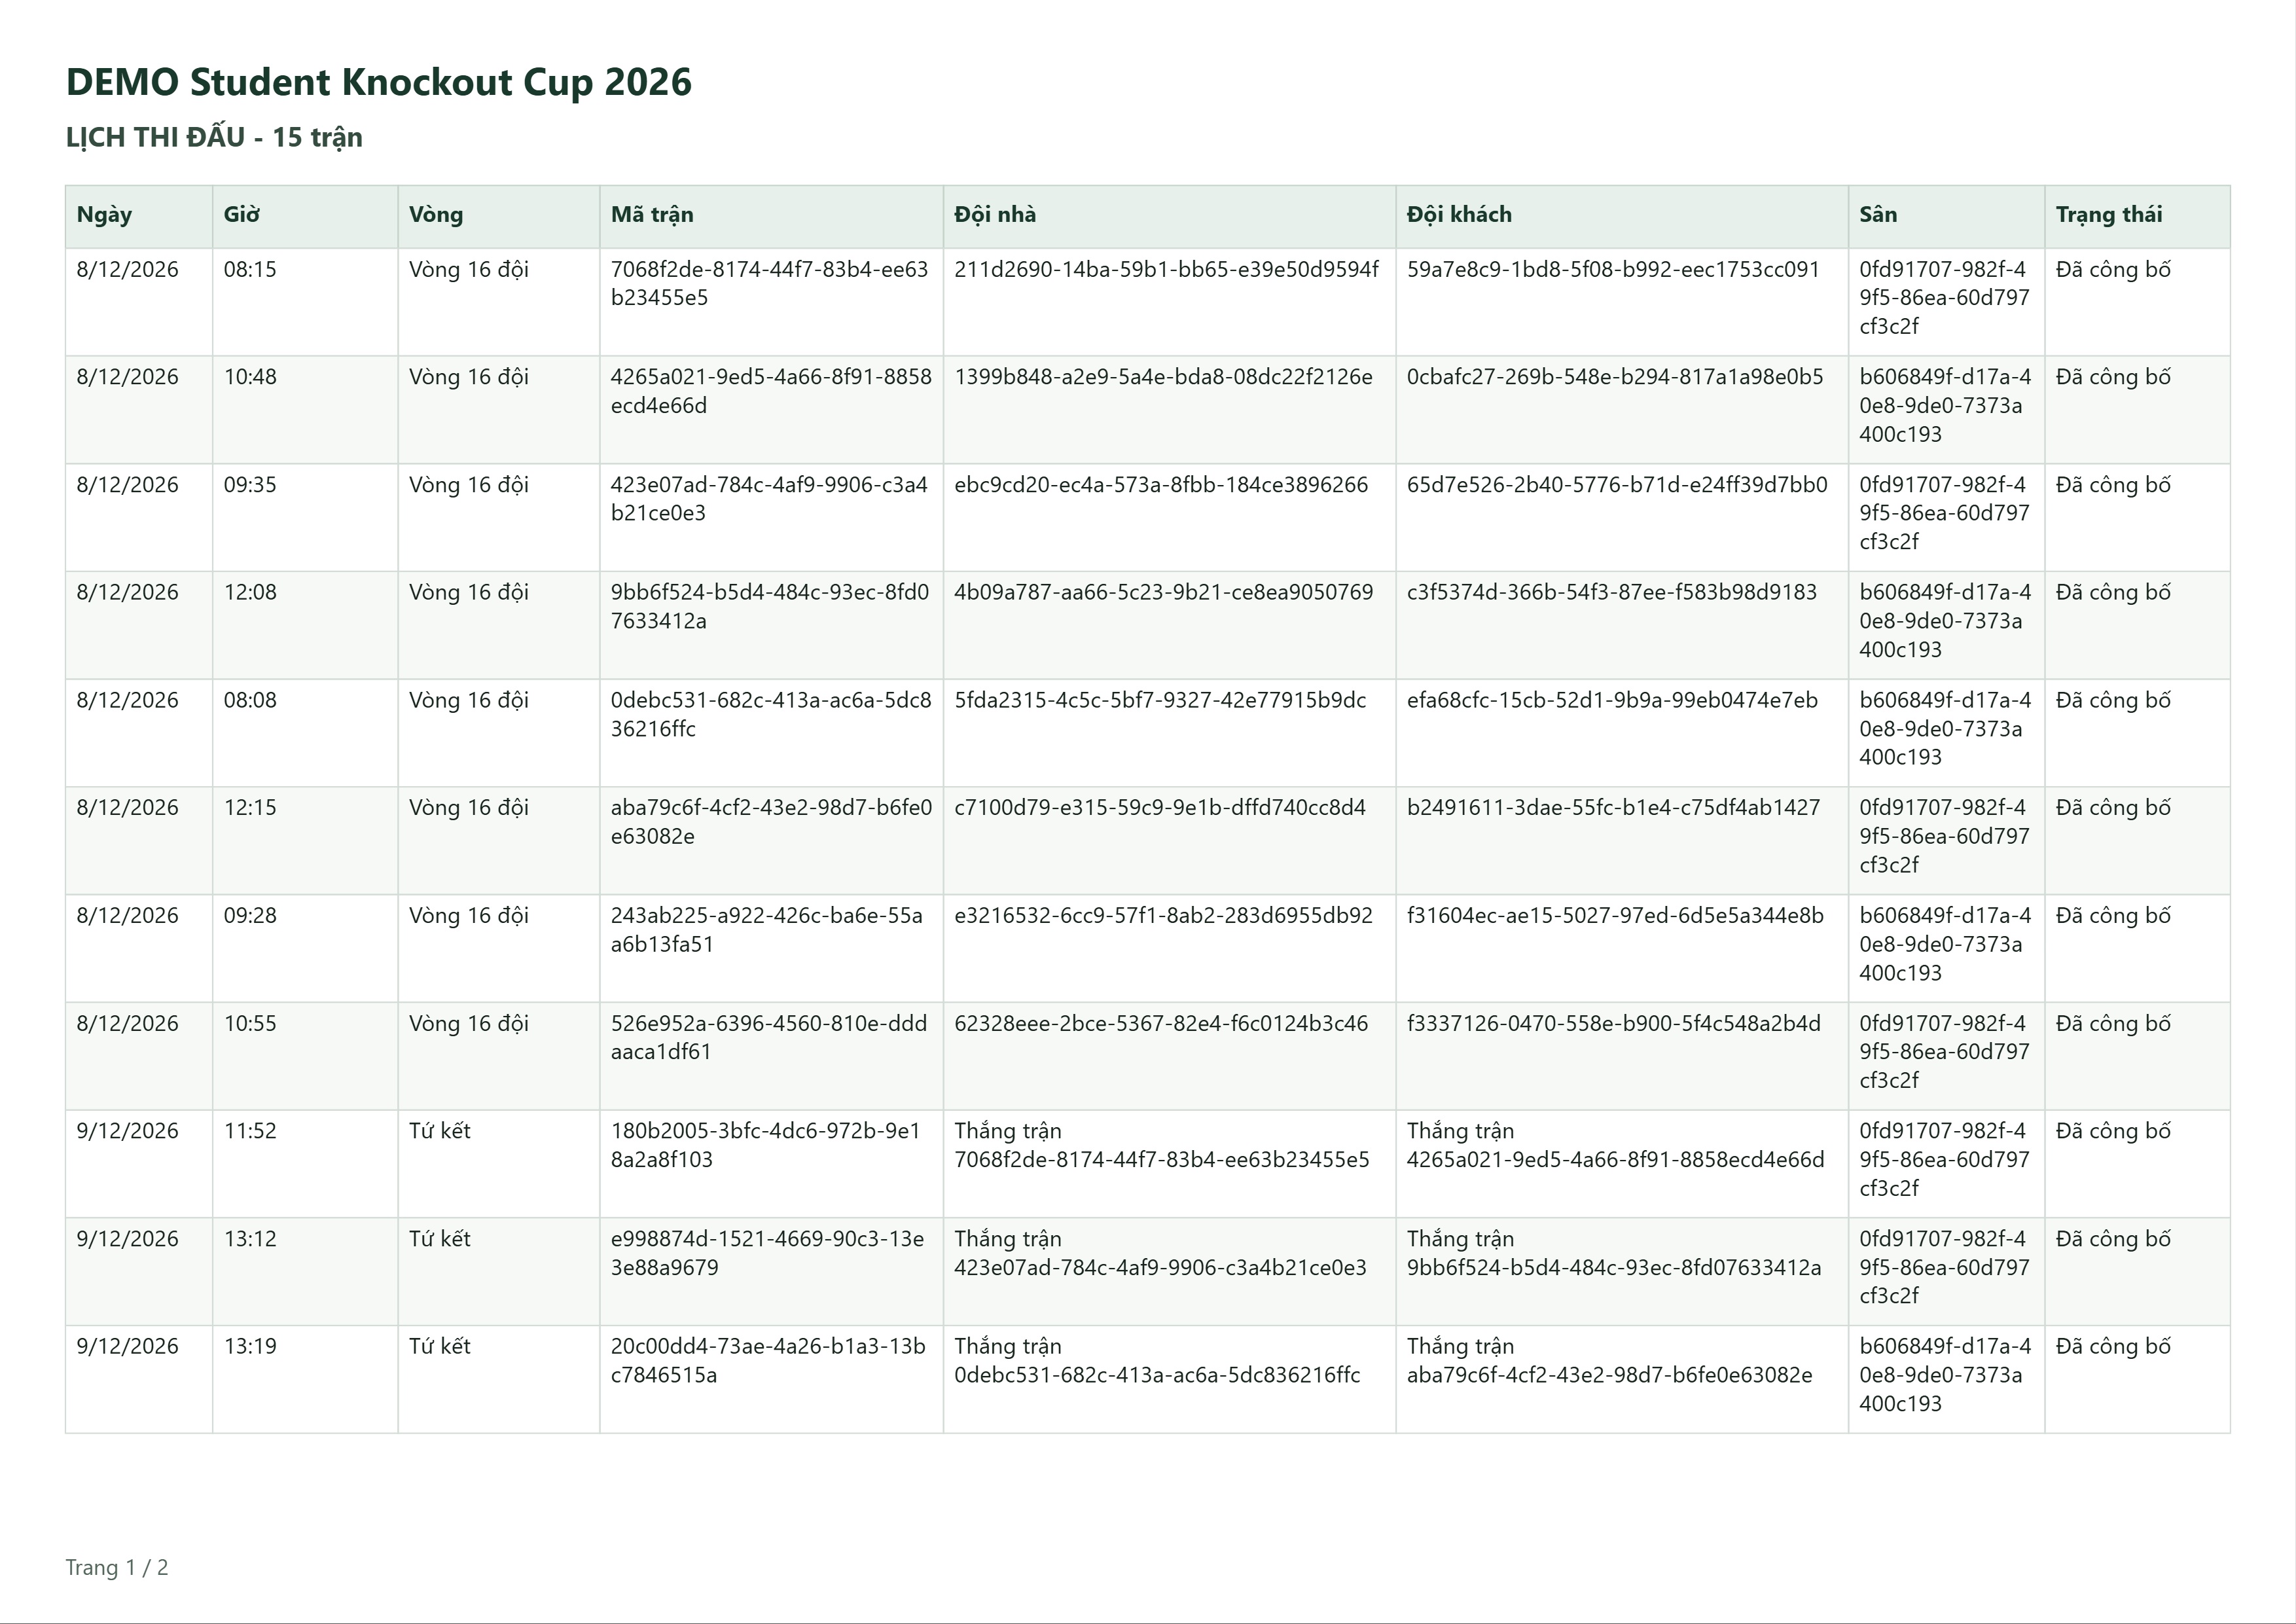 DEMO Student Knockout Cup 2026
LỊCH THI ĐẤU - 15 trận
Ngày Giờ Vòng Mã trận Đội nhà Đội khách Sân Trạng thái
8/12/2026 08:15 Vòng 16 đội 7068f2de-8174-44f7-83b4-ee63 211d2690-14ba-59b1-bb65-e39e50d9594f 59a7e8c9-1bd8-5f08-b992-eec1753cc091 0fd91707-982f-4 Đã công bố
b23455e5 9f5-86ea-60d797
cf3c2f
8/12/2026 10:48 Vòng 16 đội 4265a021-9ed5-4a66-8f91-8858 1399b848-a2e9-5a4e-bda8-08dc22f2126e 0cbafc27-269b-548e-b294-817a1a98e0b5 b606849f-d17a-4 Đã công bố
ecd4e66d 0e8-9de0-7373a
400c193
8/12/2026 09:35 Vòng 16 đội 423e07ad-784c-4af9-9906-c3a4 ebc9cd20-ec4a-573a-8fbb-184ce3896266 65d7e526-2b40-5776-b71d-e24ff39d7bb0 0fd91707-982f-4 Đã công bố
b21ce0e3 9f5-86ea-60d797
cf3c2f
8/12/2026 12:08 Vòng 16 đội 9bb6f524-b5d4-484c-93ec-8fd0 4b09a787-aa66-5c23-9b21-ce8ea9050769 c3f5374d-366b-54f3-87ee-f583b98d9183 b606849f-d17a-4 Đã công bố
7633412a 0e8-9de0-7373a
400c193
8/12/2026 08:08 Vòng 16 đội 0debc531-682c-413a-ac6a-5dc8 5fda2315-4c5c-5bf7-9327-42e77915b9dc efa68cfc-15cb-52d1-9b9a-99eb0474e7eb b606849f-d17a-4 Đã công bố
36216ffc 0e8-9de0-7373a
400c193
8/12/2026 12:15 Vòng 16 đội aba79c6f-4cf2-43e2-98d7-b6fe0 c7100d79-e315-59c9-9e1b-dffd740cc8d4 b2491611-3dae-55fc-b1e4-c75df4ab1427 0fd91707-982f-4 Đã công bố
e63082e 9f5-86ea-60d797
cf3c2f
8/12/2026 09:28 Vòng 16 đội 243ab225-a922-426c-ba6e-55a e3216532-6cc9-57f1-8ab2-283d6955db92 f31604ec-ae15-5027-97ed-6d5e5a344e8b b606849f-d17a-4 Đã công bố
a6b13fa51 0e8-9de0-7373a
400c193
8/12/2026 10:55 Vòng 16 đội 526e952a-6396-4560-810e-ddd 62328eee-2bce-5367-82e4-f6c0124b3c46 f3337126-0470-558e-b900-5f4c548a2b4d 0fd91707-982f-4 Đã công bố
aaca1df61 9f5-86ea-60d797
cf3c2f
9/12/2026 11:52 Tứ kết 180b2005-3bfc-4dc6-972b-9e1 Thắng trận Thắng trận 0fd91707-982f-4 Đã công bố
8a2a8f103 7068f2de-8174-44f7-83b4-ee63b23455e5 4265a021-9ed5-4a66-8f91-8858ecd4e66d 9f5-86ea-60d797
cf3c2f
9/12/2026 13:12 Tứ kết e998874d-1521-4669-90c3-13e Thắng trận Thắng trận 0fd91707-982f-4 Đã công bố
3e88a9679 423e07ad-784c-4af9-9906-c3a4b21ce0e3 9bb6f524-b5d4-484c-93ec-8fd07633412a 9f5-86ea-60d797
cf3c2f
9/12/2026 13:19 Tứ kết 20c00dd4-73ae-4a26-b1a3-13b Thắng trận Thắng trận b606849f-d17a-4 Đã công bố
c7846515a 0debc531-682c-413a-ac6a-5dc836216ffc aba79c6f-4cf2-43e2-98d7-b6fe0e63082e 0e8-9de0-7373a
400c193
Trang 1 / 2